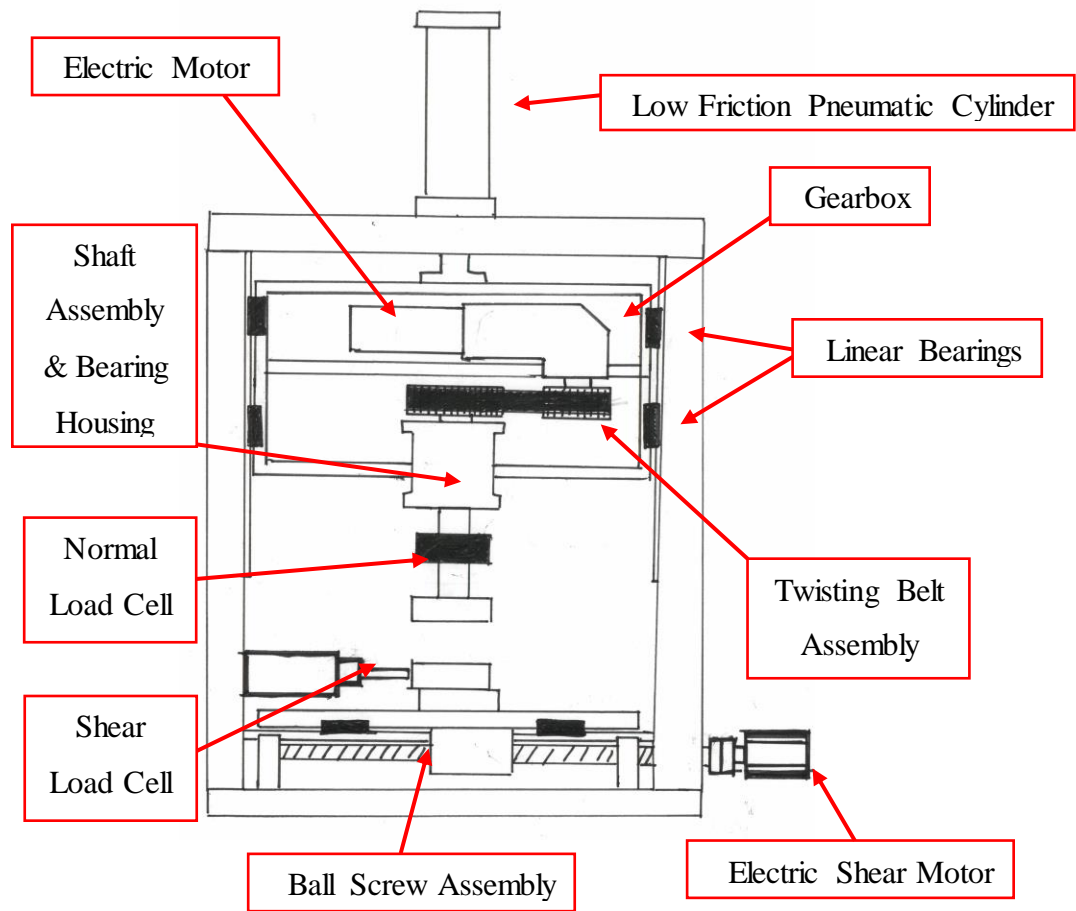 Electric Motor
Low Friction Pneumatic Cylinder
Gearbox
Shaft
Assembly
& Bearing
Housing
Linear Bearings
Normal
Load Cell
Twisting Belt
Assembly
Shear
Load Cell
Ball Screw Assembly
Electric Shear Motor